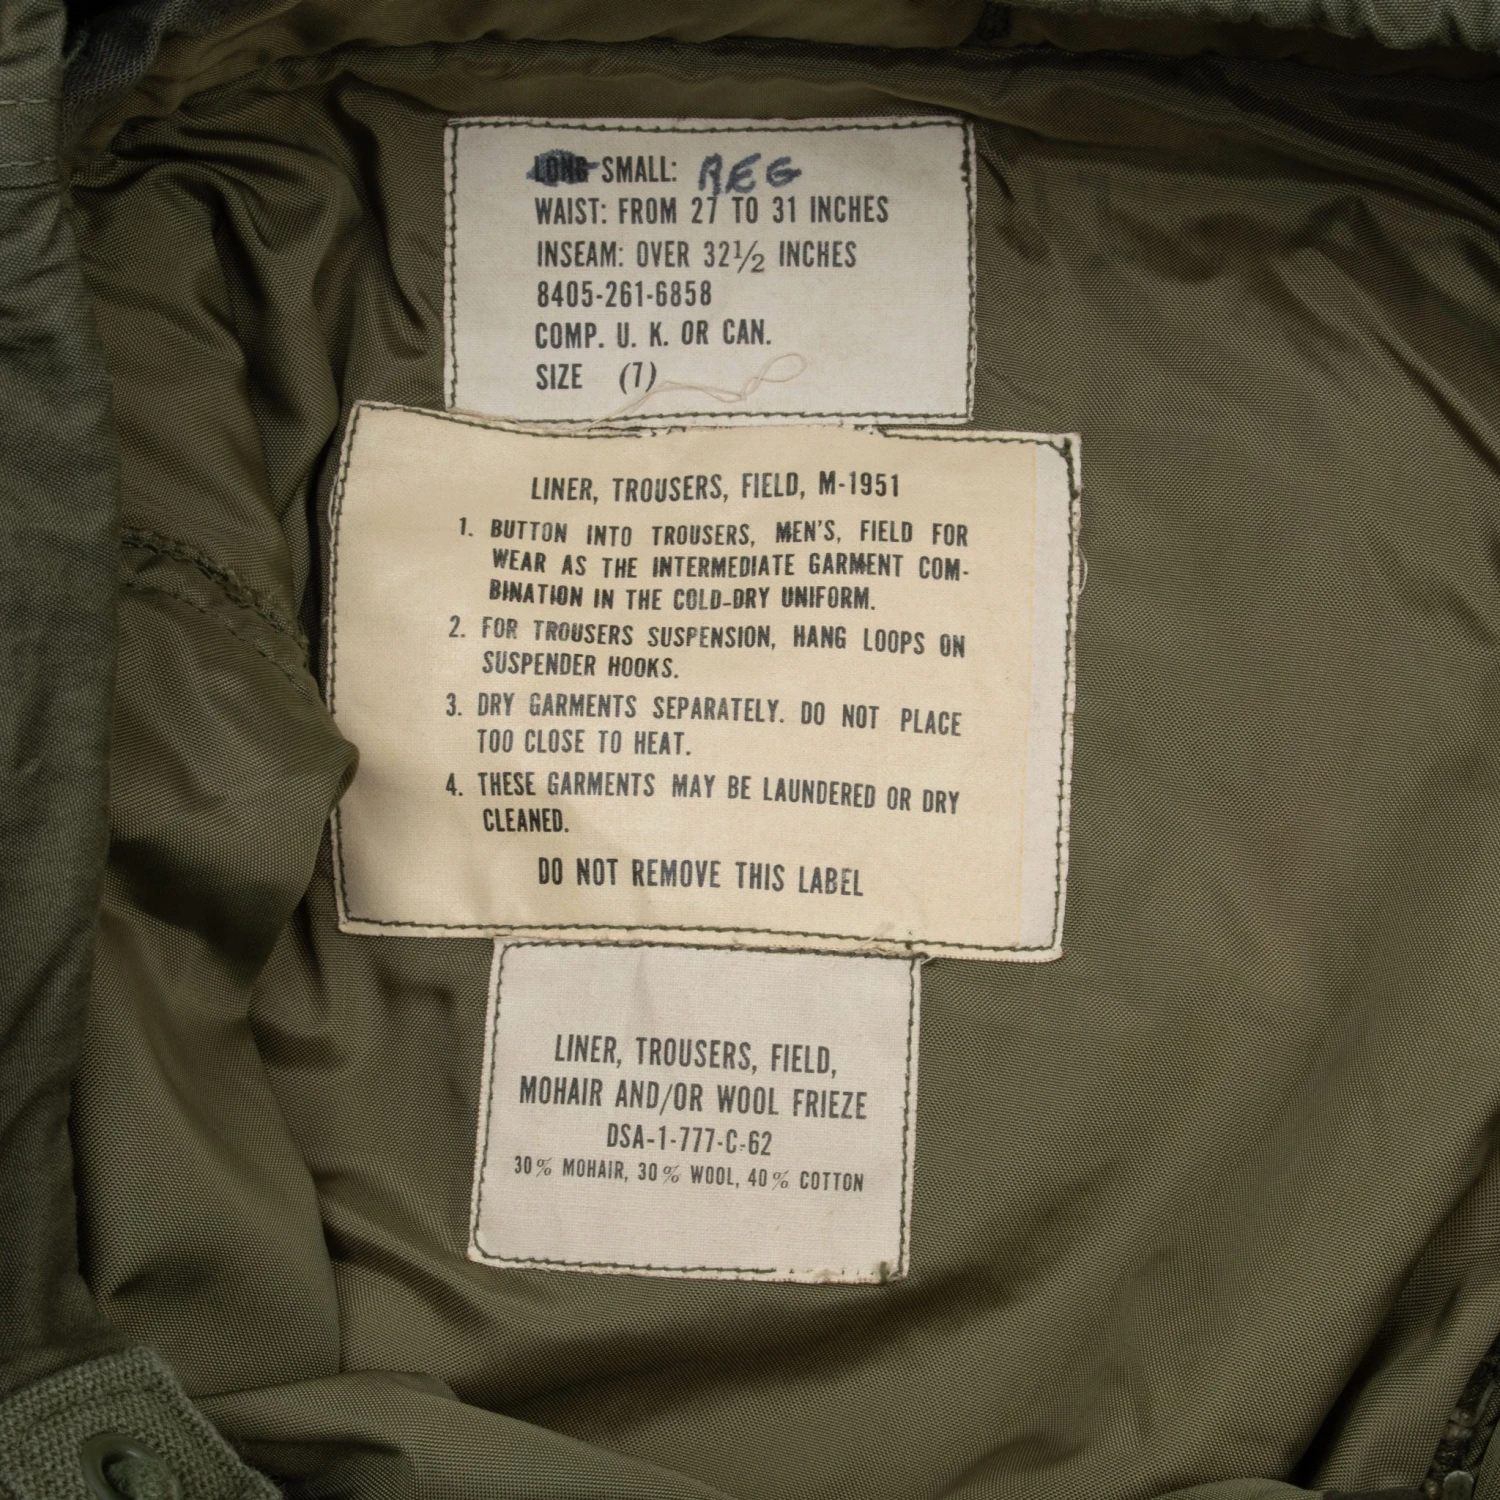 LONG SMALL: REG
WAIST: FROM 27 TO 31 INCHES
INSEAM: OVER 32½ INCHES
8405-261-6858
COMP. U. K. OR CAN.
SIZE (7)
LINER, TROUSERS, FIELD, M-1951
1. BUTTON INTO TROUSERS, MEN'S, FIELD FOR
WEAR AS THE INTERMEDIATE GARMENT COM-
BINATION IN THE COLD-DRY UNIFORM.
2. FOR TROUSERS SUSPENSION, HANG LOOPS ON
SUSPENDER HOOKS.
3. DRY GARMENTS SEPARATELY. DO NOT PLACE
TOO CLOSE TO HEAT.
4. THESE GARMENTS MAY BE LAUNDERED OR DRY
CLEANED.
DO NOT REMOVE THIS LABEL
LINER, TROUSERS, FIELD,
MOHAIR AND/OR WOOL FRIEZE
DSA-1-777-C-62
30% MOHAIR, 30% WOOL, 40% COTTON